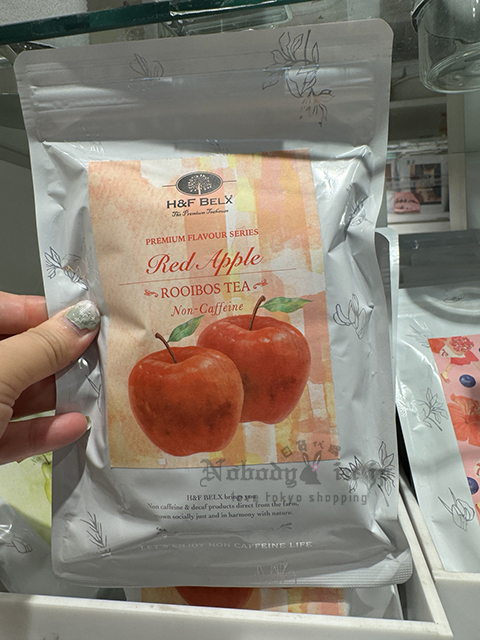 H&F BELX
The Premium Teahouse
PREMIUM FLAVOUR SERIES
Red Apple
ROOIBOS TEA
Non-Caffeine
Nobody
tokyo shopping
H&F BELX brings you
Non caffeine & decaf products direct from the farm,
grown socially just and in harmony with nature.
LET'S ENJOY NON CAFFEINE LIFE